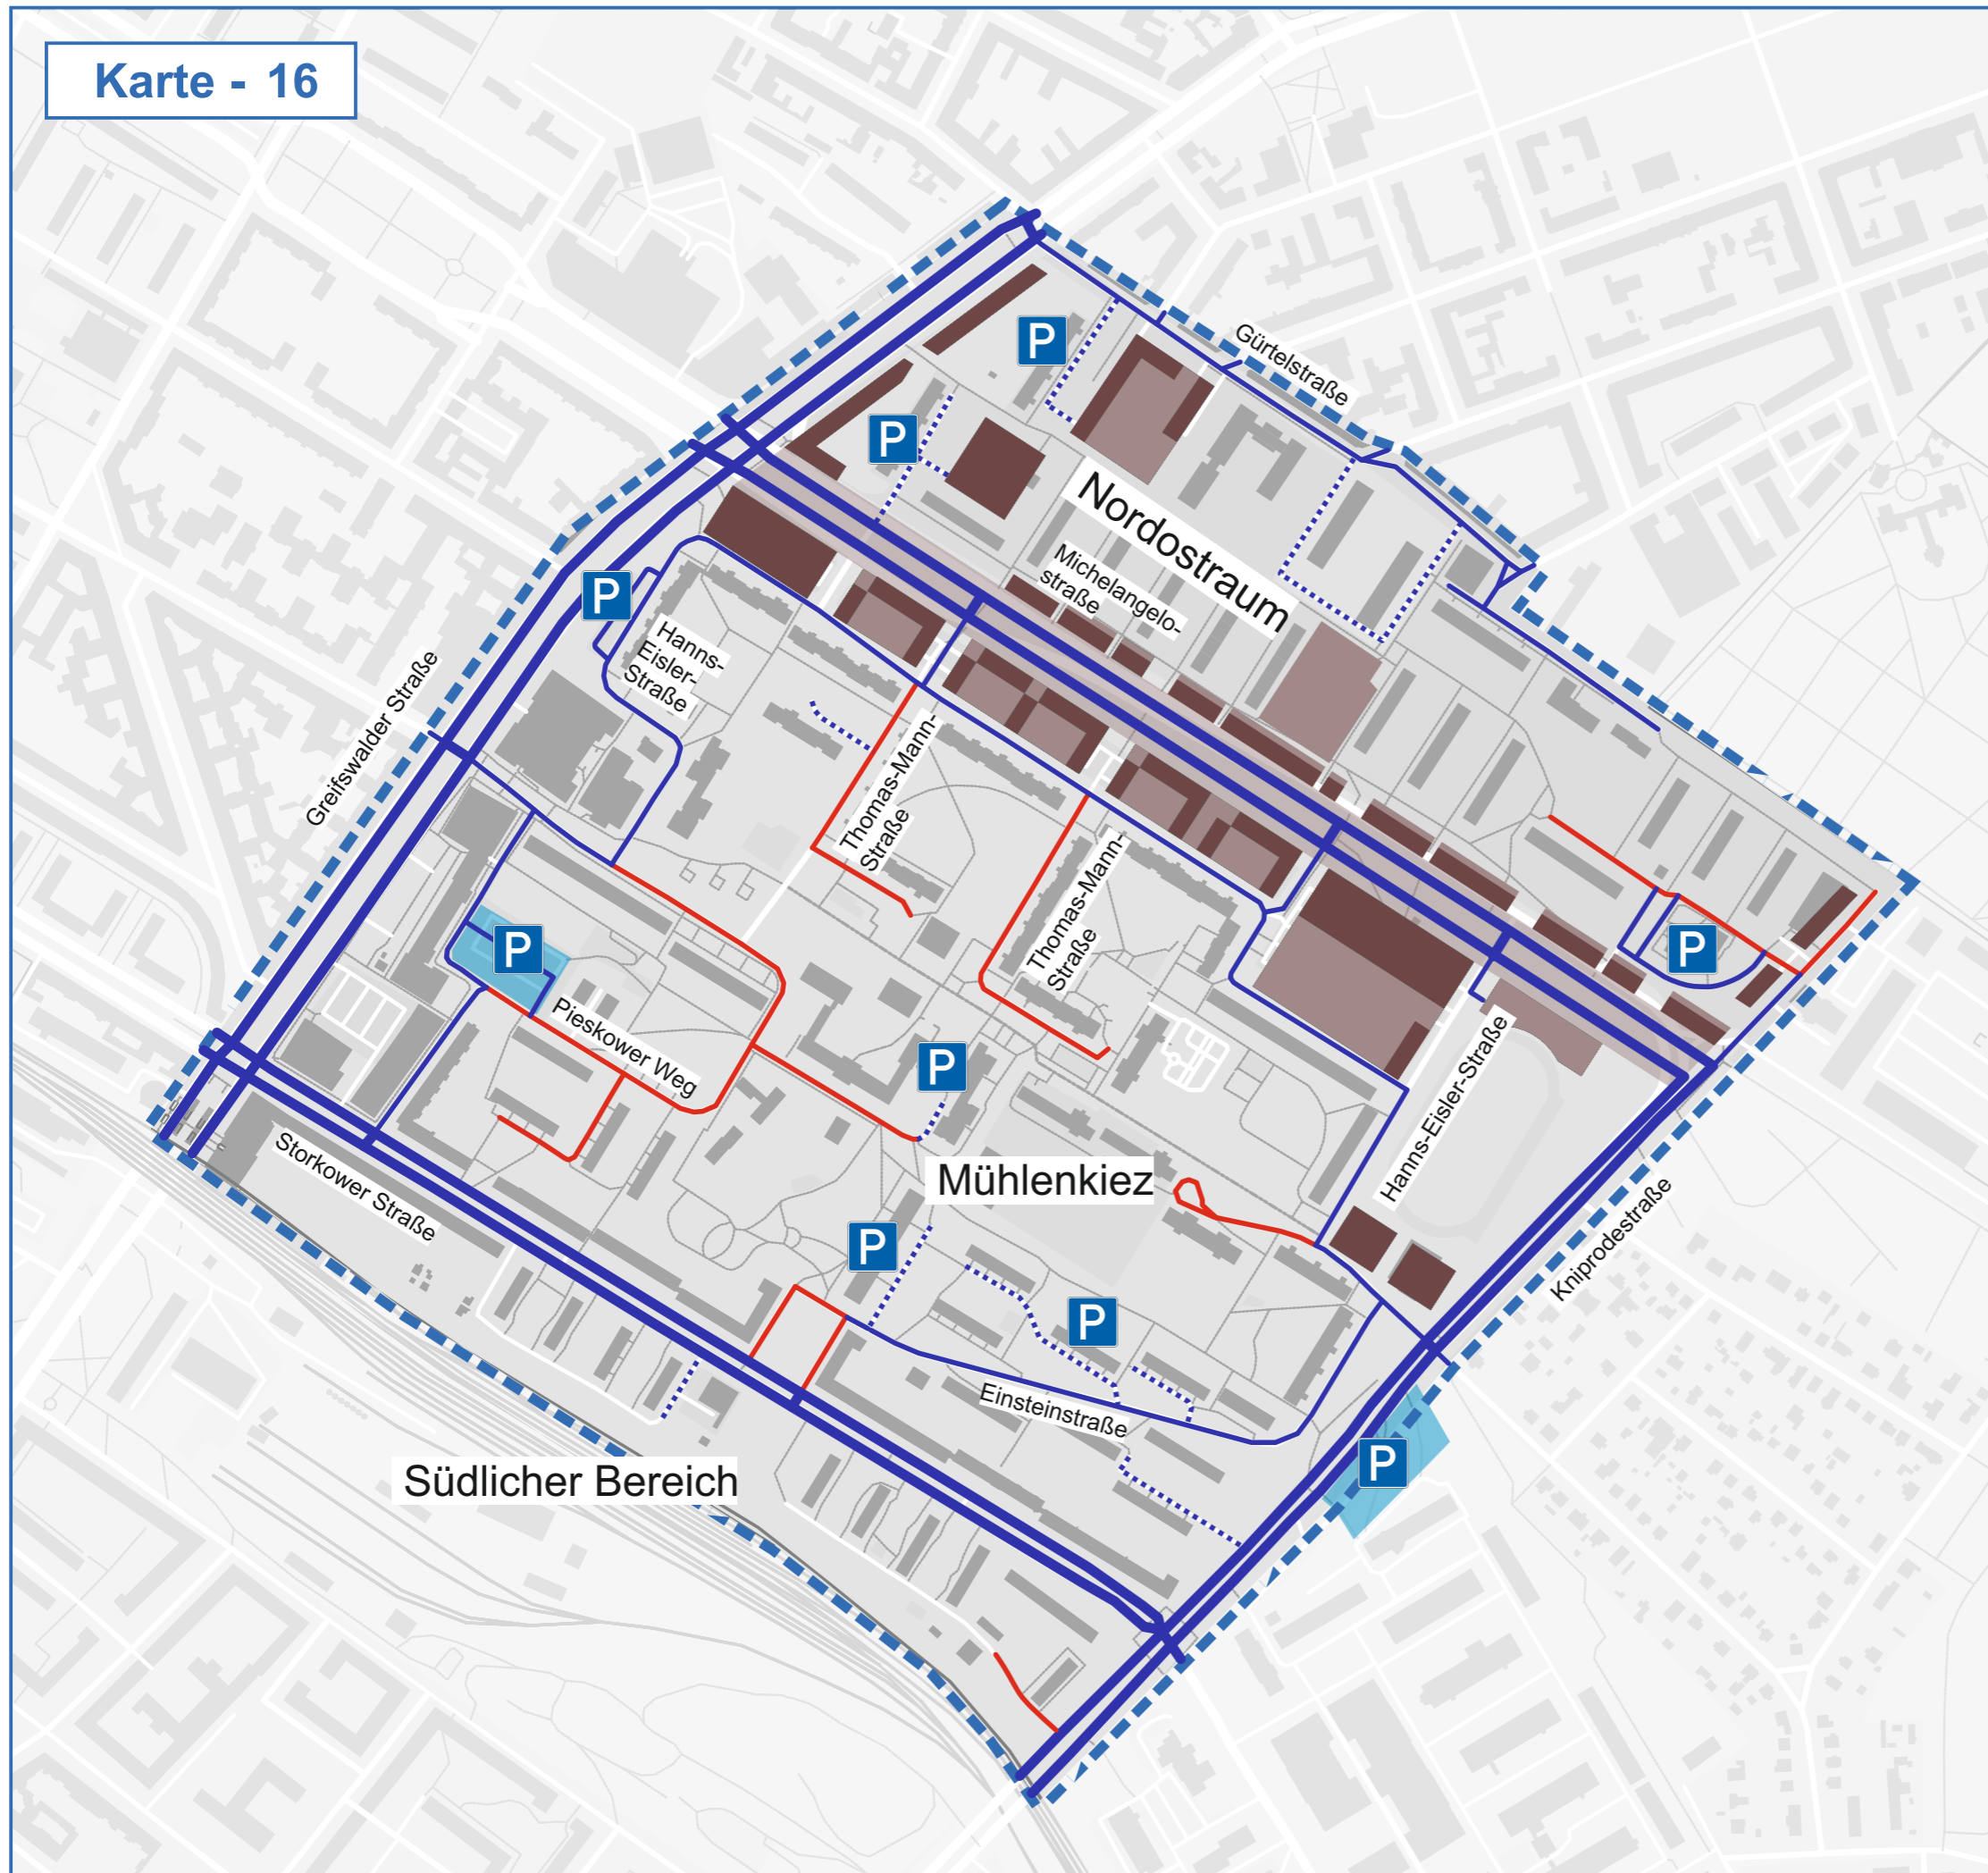 Karte - 16
P
Gürtelstraße
P
Nordostraum
Michelangelo-
straße
P
Hanns-
Eisler-
Straße
Greifswalder Straße
Thomas-Mann-
Straße
Thomas-Mann-
Straße
P
P
Pieskower Weg
Hanns-Eisler-Straße
P
Storkower Straße
Mühlenkiez
Kniprodestraße
P
P
Einsteinstraße
P
Südlicher Bereich